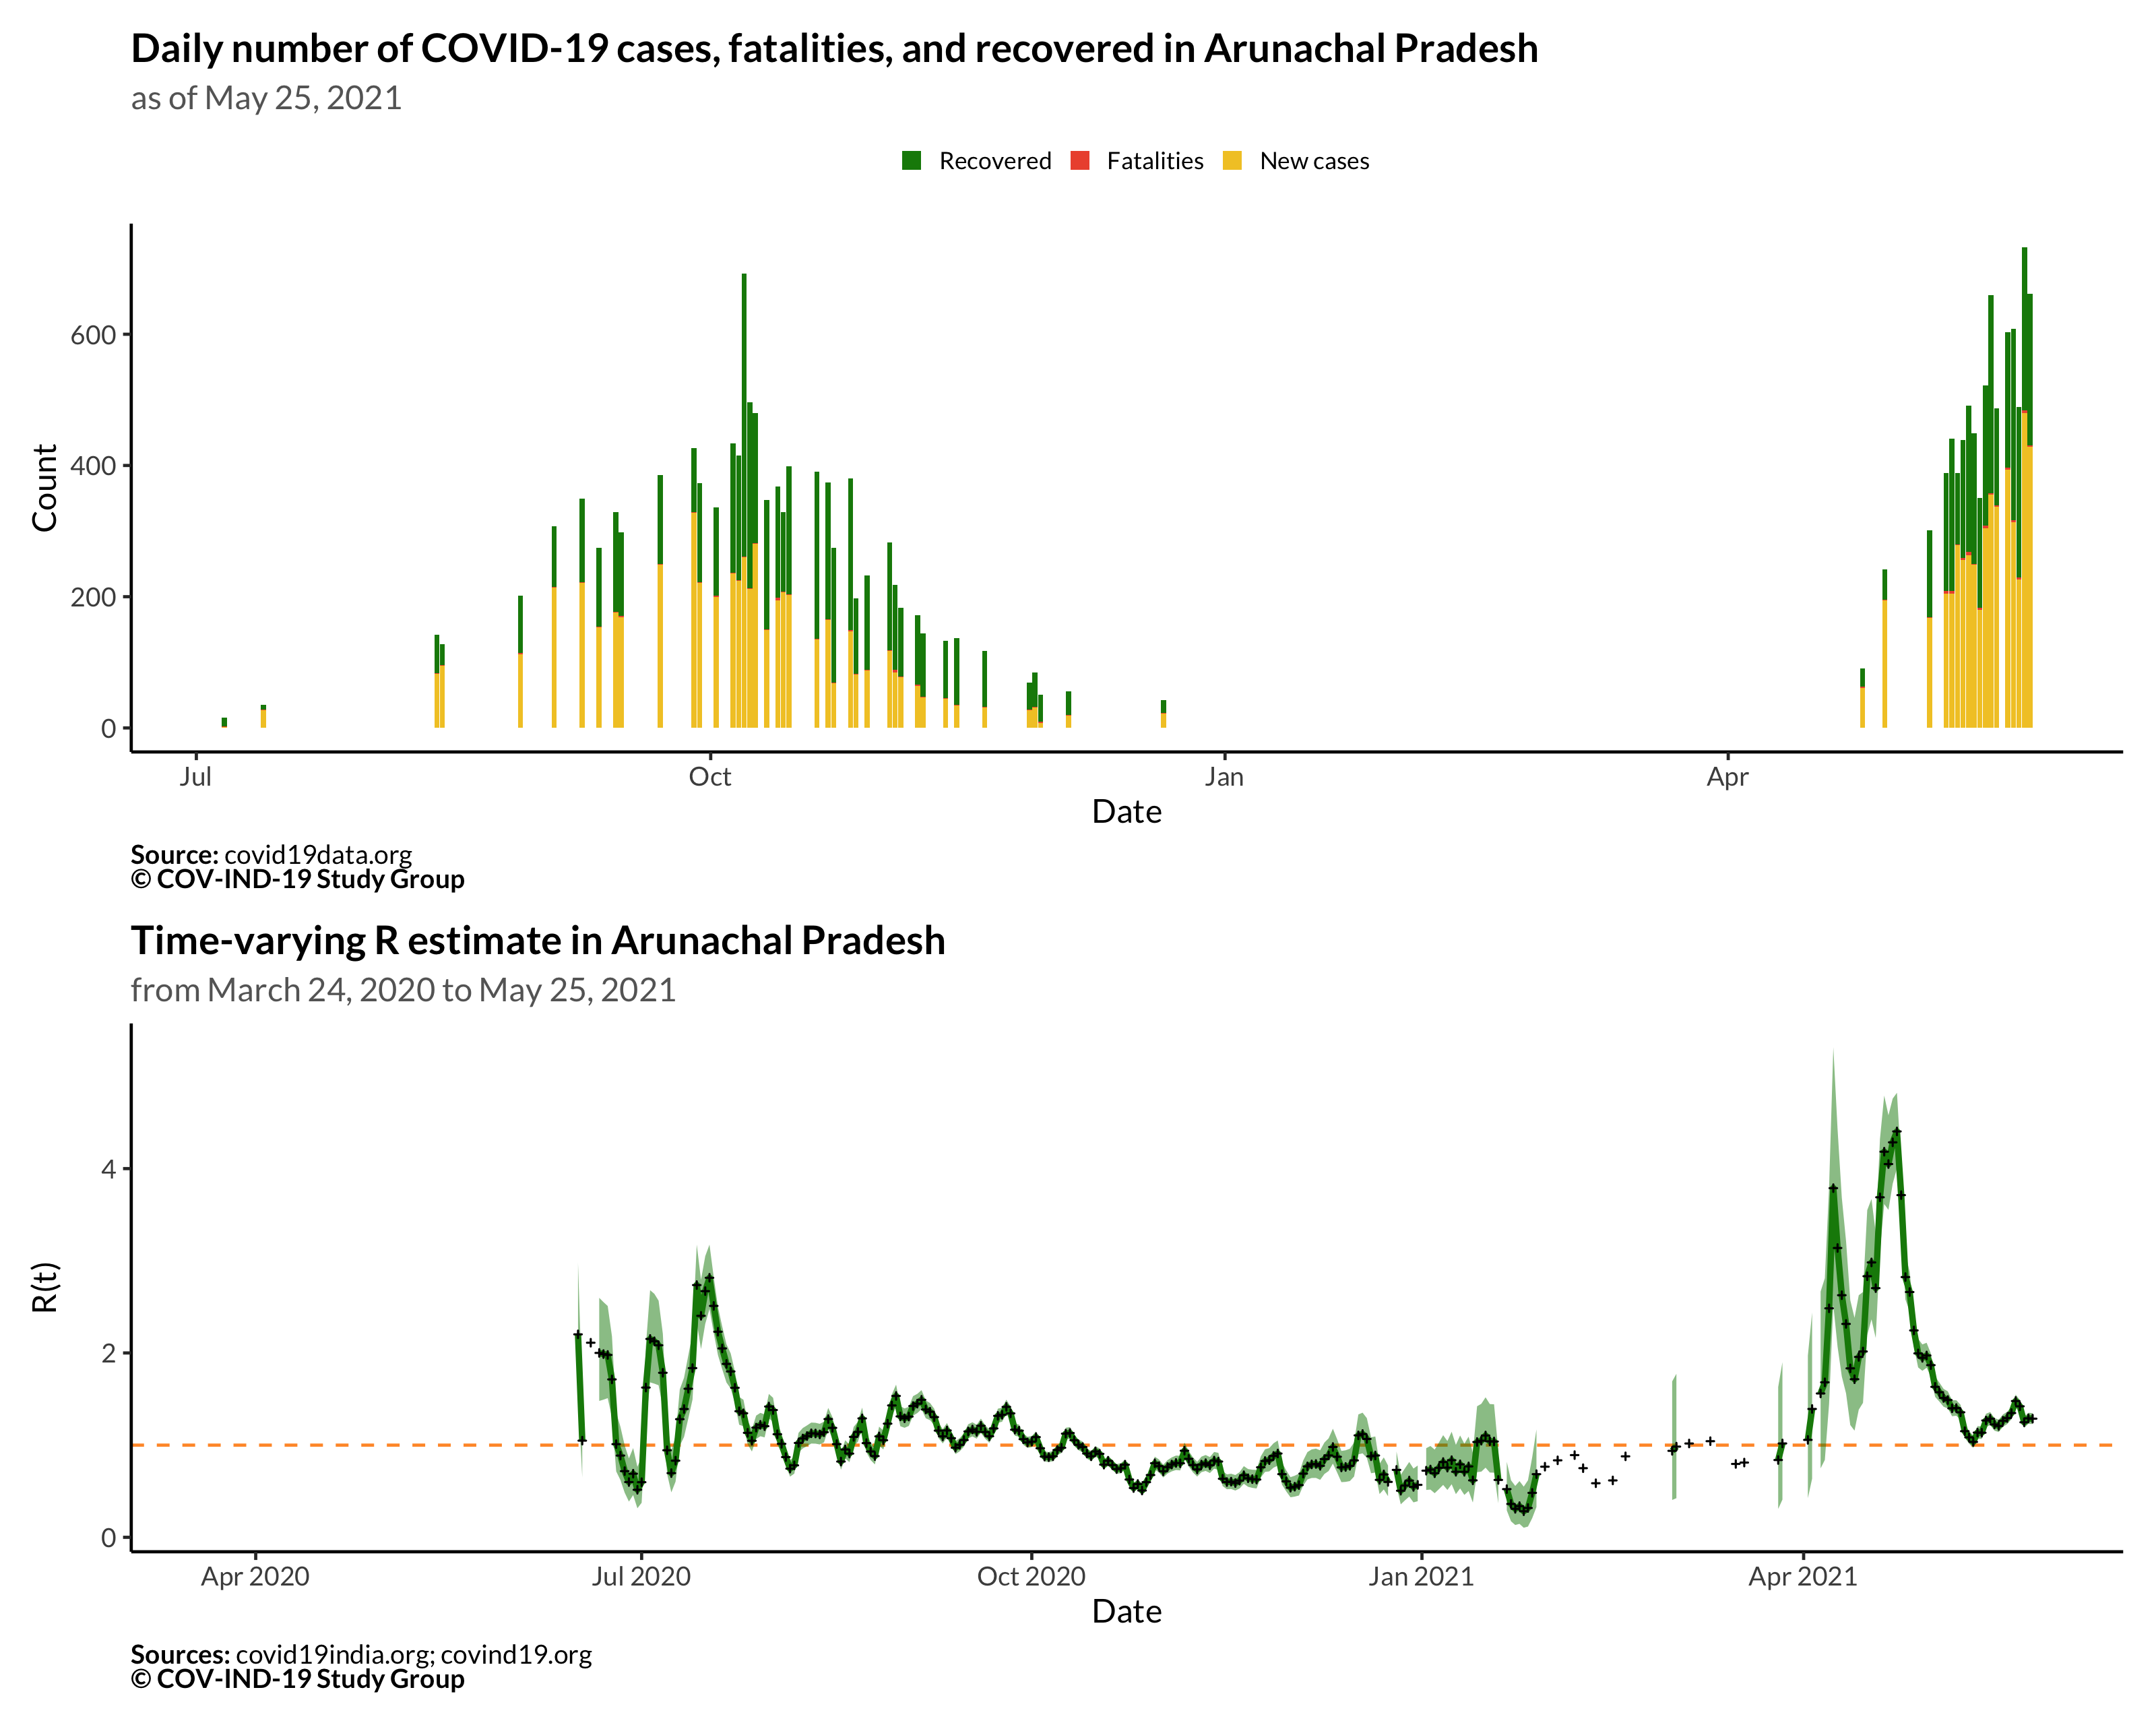 Daily number of COVID-19 cases, fatalities, and recovered in Arunachal Pradesh
as of May 25, 2021
Recovered Fatalities New cases
Count
600
400
200
0
Jul Oct Jan Apr
Date
Source: covid19data.org
© COV-IND-19 Study Group
Time-varying R estimate in Arunachal Pradesh
from March 24, 2020 to May 25, 2021
R(t)
4
2
0
Apr 2020 Jul 2020 Oct 2020 Jan 2021 Apr 2021
Date
Sources: covid19india.org; covind19.org
© COV-IND-19 Study Group